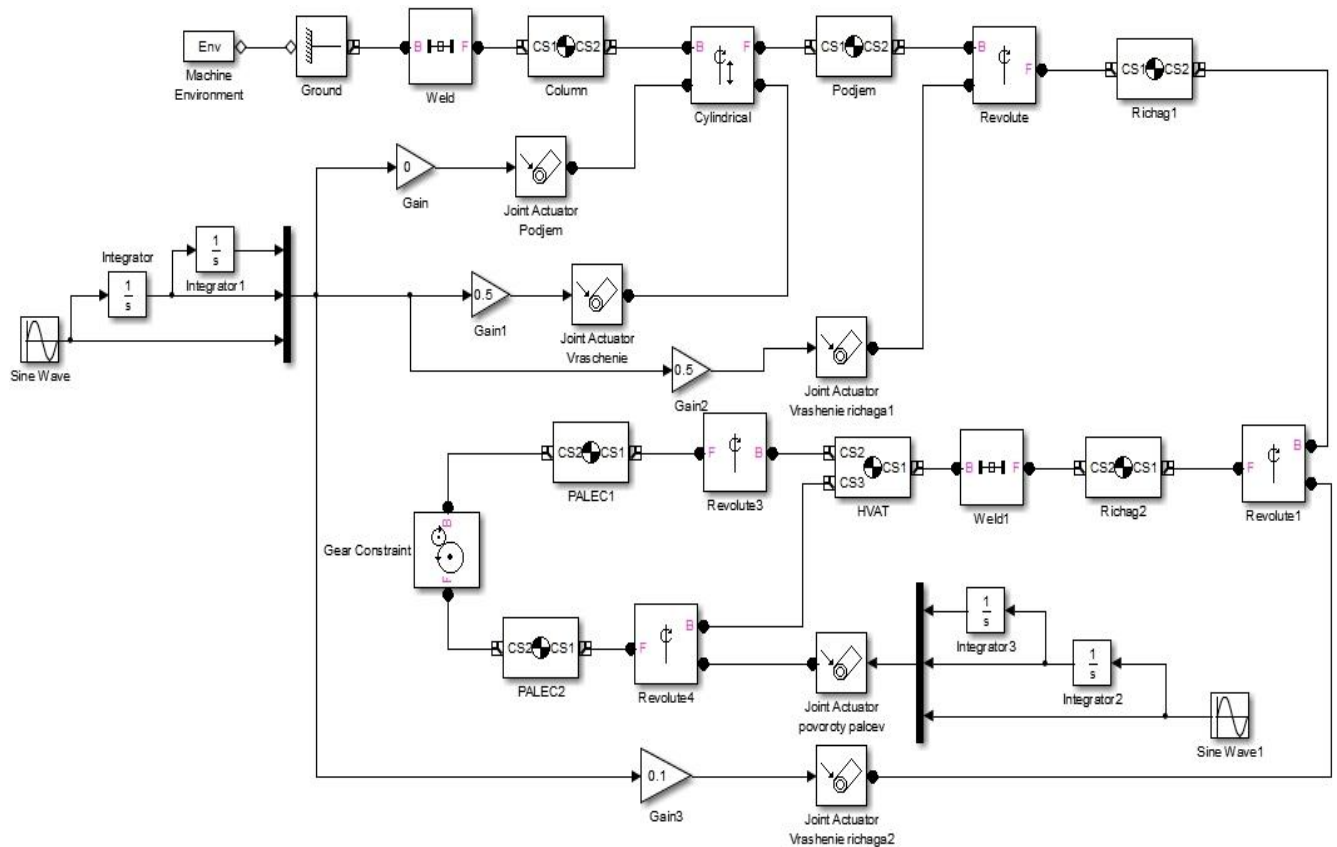 Env
Machine
Environment
Ground
B F
Weld
CS1 CS2
Column
B F
Cylindrical
CS1 CS2
Podjem
B
F
Revolute
CS1 CS2
Richag1
0
Gain
Joint Actuator
Podjem
Integrator
1
s
Integrator1
1
s
Sine Wave
0.5
Gain1
Joint Actuator
Vraschenie
0.5
Gain2
Joint Actuator
Vrashenie richaga1
CS2 CS1
PALEC1
F B
Revolute3
CS2
CS3
CS1
HVAT
B F
Weld1
CS2 CS1
Richag2
B
F
Revolute1
Gear Constraint
B
F
CS2 CS1
PALEC2
B
F
Revolute4
Joint Actuator
povoroty palcev
1
s
Integrator3
1
s
Integrator2
Sine Wave1
0.1
Gain3
Joint Actuator
Vrashenie richaga2